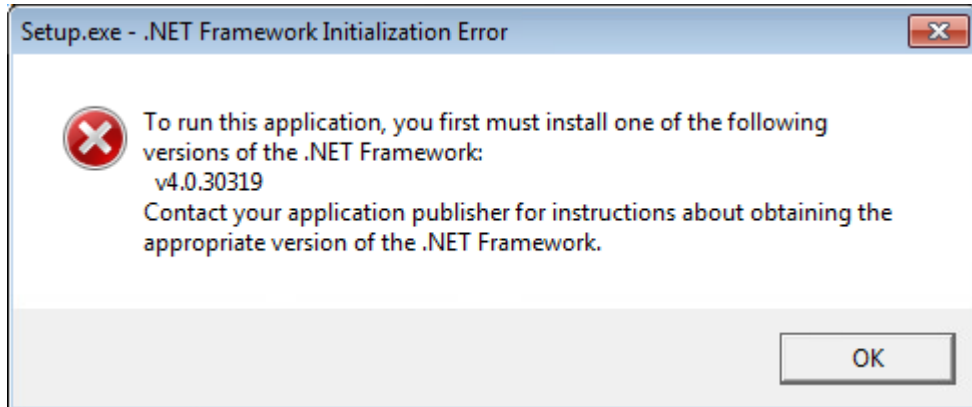 Setup.exe - .NET Framework Initialization Error
To run this application, you first must install one of the following
versions of the .NET Framework:
v4.0.30319
Contact your application publisher for instructions about obtaining the
appropriate version of the .NET Framework.
OK